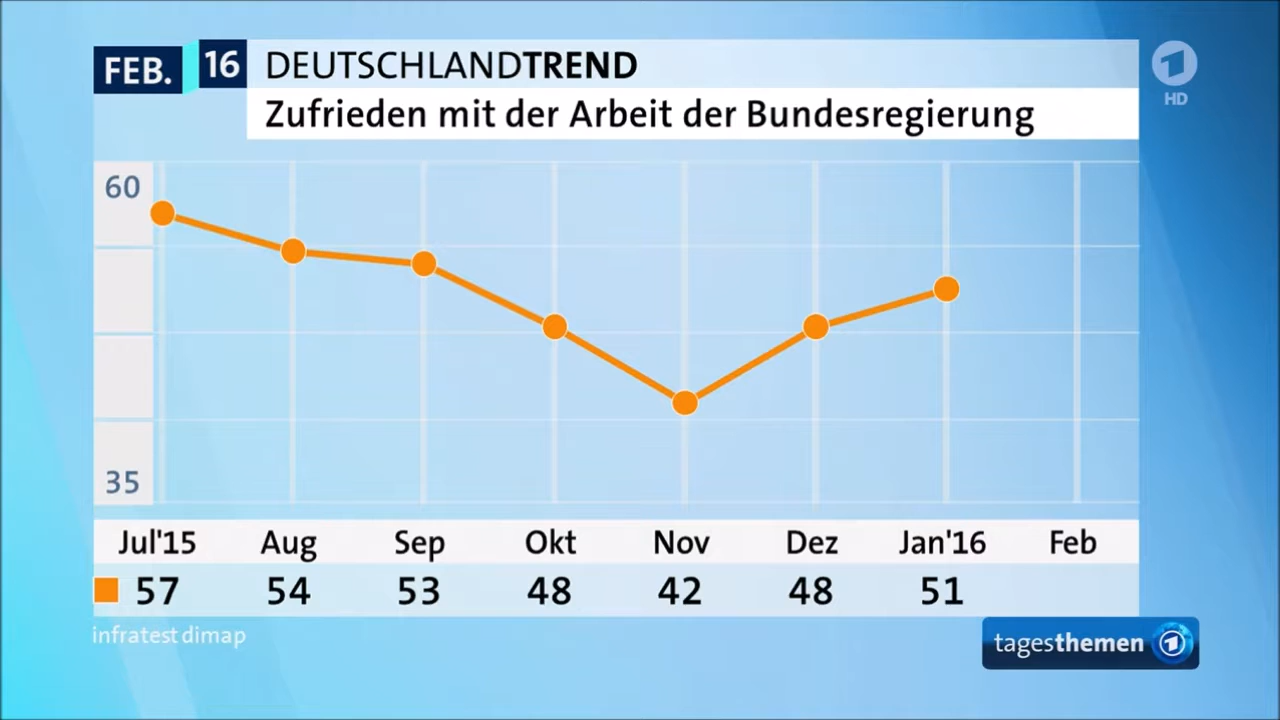 FEB. 16 DEUTSCHLANDTREND
HD
Zufrieden mit der Arbeit der Bundesregierung
60
35
Jul'15 Aug Sep Okt Nov Dez Jan'16 Feb
57 54 53 48 42 48 51
infratest dimap
tagesthemen